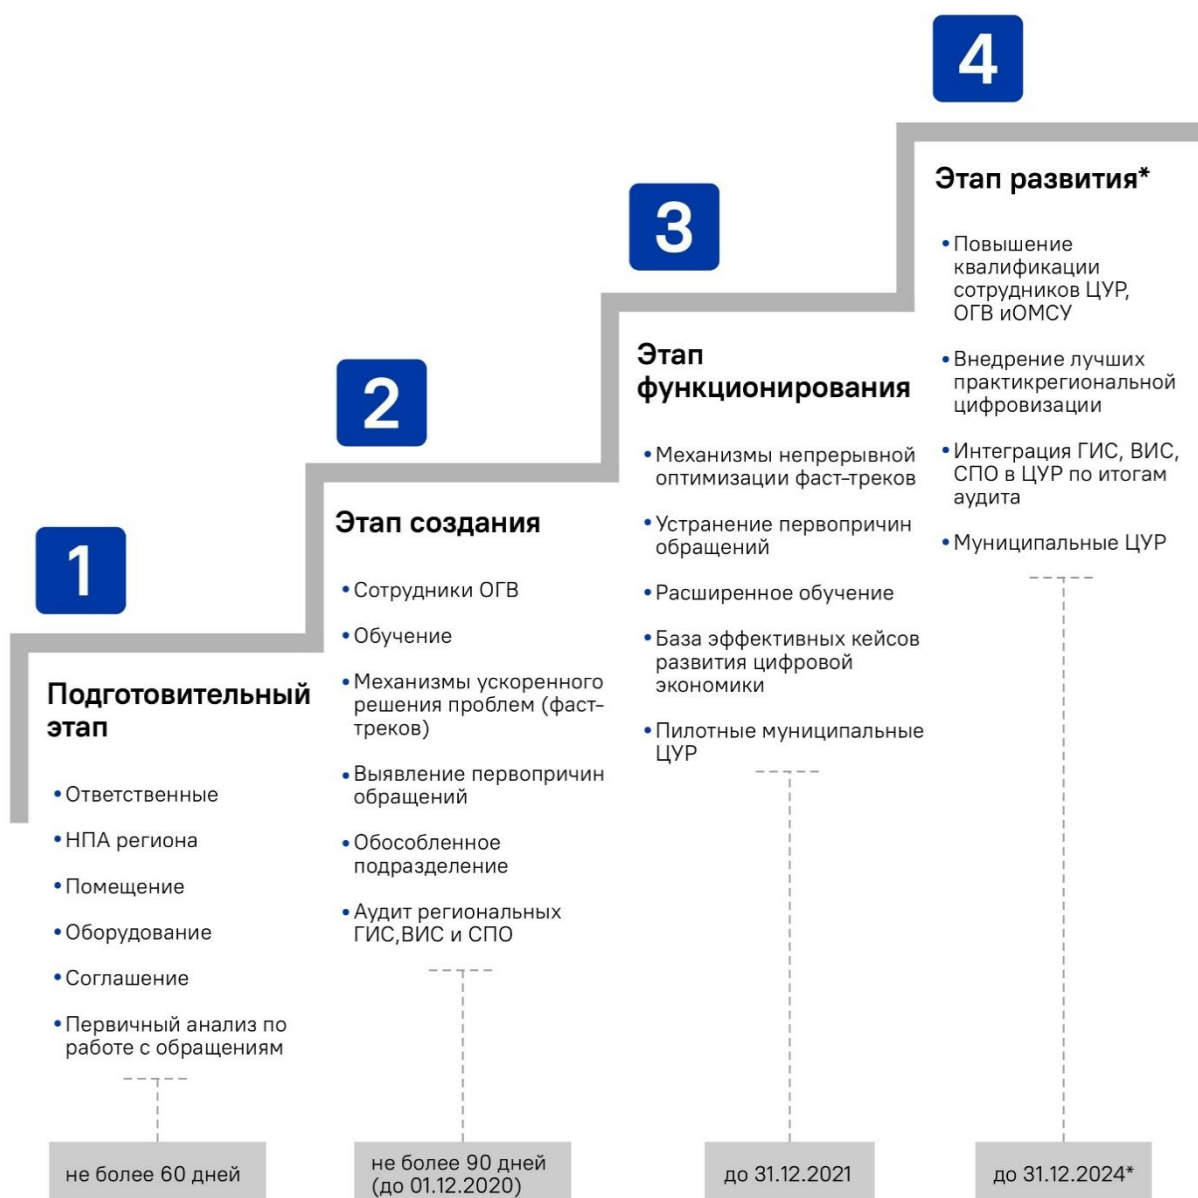 1
Подготовительный
этап
• Ответственные
• НПА региона
• Помещение
• Оборудование
• Соглашение
• Первичный анализ по
работе с обращениям
не более 60 дней
2
Этап создания
• Сотрудники ОГВ
• Обучение
• Механизмы ускоренного
решения проблем (фаст-
треков)
• Выявление первопричин
обращений
• Обособленное
подразделение
• Аудит региональных
ГИС,ВИС и СПО
не более 90 дней
(до 01.12.2020)
3
Этап
функционирования
• Механизмы непрерывной
оптимизации фаст-треков
• Устранение первопричин
обращений
• Расширенное обучение
• База эффективных кейсов
развития цифровой
экономики
• Пилотные муниципальные
ЦУР
до 31.12.2021
4
Этап развития*
• Повышение
квалификации
сотрудников ЦУР,
ОГВ иОМСУ
• Внедрение лучших
практикрегиональной
цифровизации
• Интеграция ГИС, ВИС,
СПО в ЦУР по итогам
аудита
• Муниципальные ЦУР
до 31.12.2024*